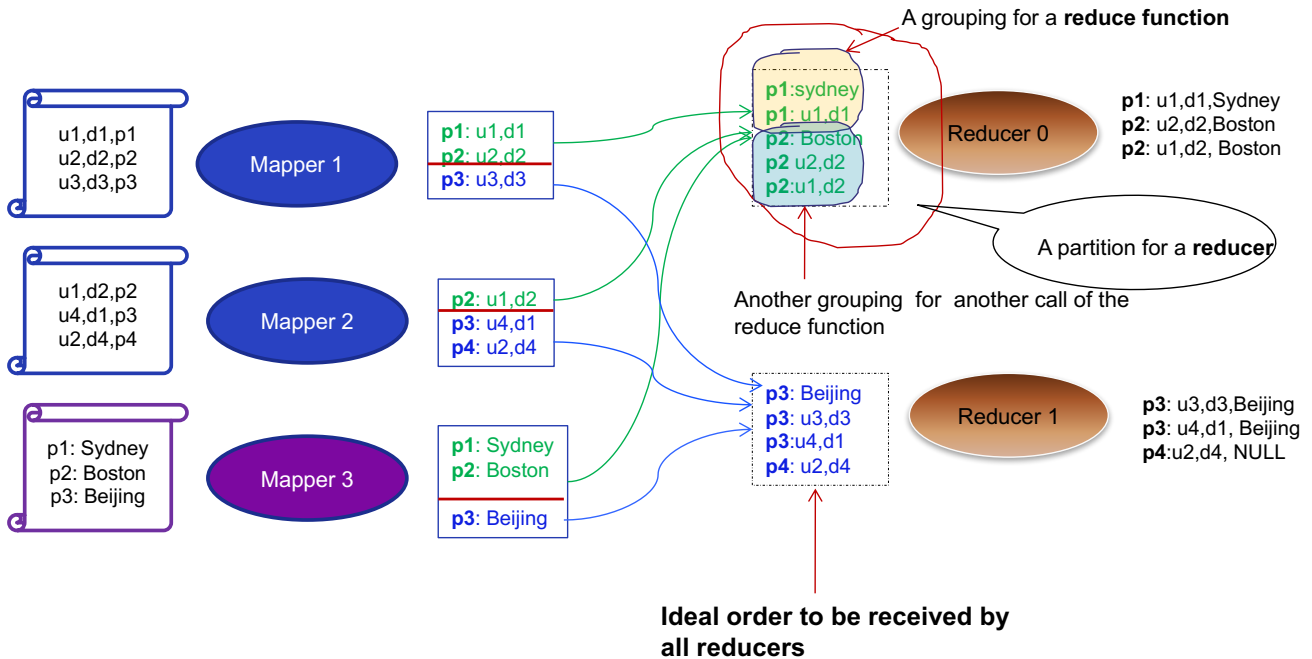 A grouping for a reduce function
u1,d1,p1
u2,d2,p2
u3,d3,p3
Mapper 1
p1: u1,d1
p2: u2,d2
p3: u3,d3
p1:sydney
p1: u1,d1
p2: Boston
p2 u2,d2
p2:u1,d2
Reducer 0
p1: u1,d1,Sydney
p2: u2,d2,Boston
p2: u1,d2, Boston
A partition for a reducer
u1,d2,p2
u4,d1,p3
u2,d4,p4
Mapper 2
p2: u1,d2
p3: u4,d1
p4: u2,d4
Another grouping for another call of the
reduce function
p1: Sydney
p2: Boston
p3: Beijing
Mapper 3
p1: Sydney
p2: Boston
p3: Beijing
p3: Beijing
p3: u3,d3
p3:u4,d1
p4: u2,d4
Reducer 1
p3: u3,d3,Beijing
p3: u4,d1, Beijing
p4:u2,d4, NULL
Ideal order to be received by
all reducers